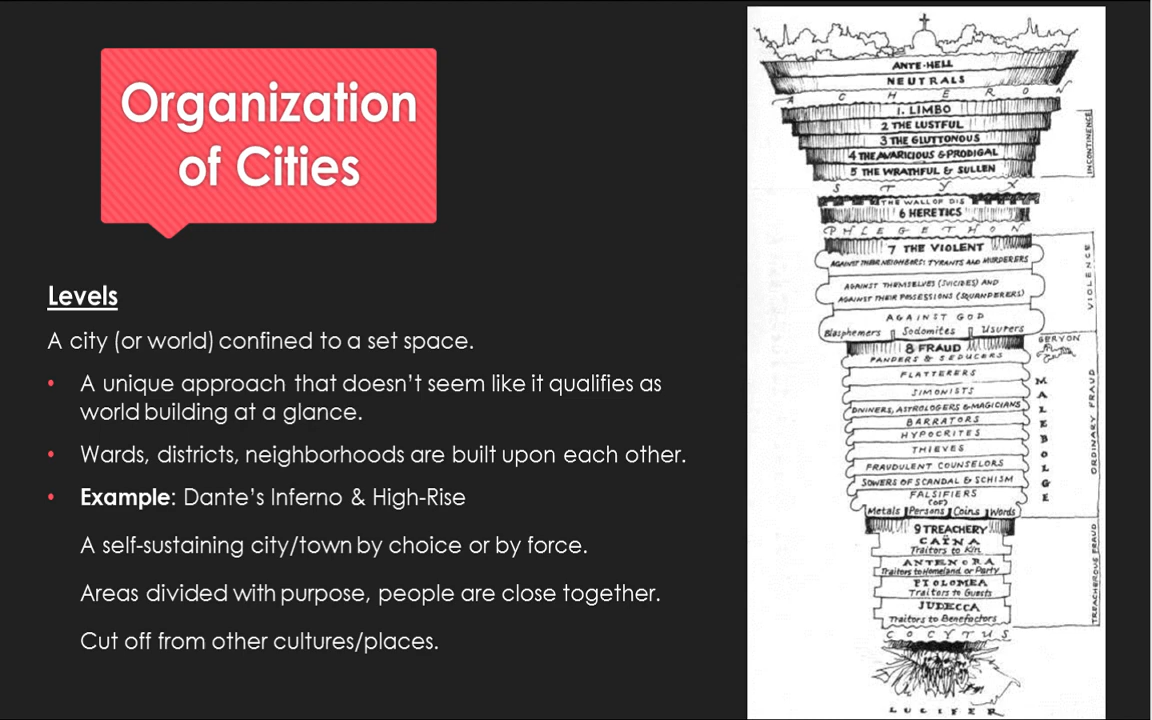 Organization
of Cities
Levels
A city (or world) confined to a set space.
• A unique approach that doesn't seem like it qualifies as
world building at a glance.
• Wards, districts, neighborhoods are built upon each other.
• Example: Dante's Inferno & High-Rise
A self-sustaining city/town by choice or by force.
Areas divided with purpose, people are close together.
Cut off from other cultures/places.
ANTE-HELL
NEUTRALS
ACHERON
1. LIMBO
2 THE LUSTFUL
3 THE GLUTTONOUS
4 THE AVARICIOUS & PRODIGAL
5 THE WRATHFUL & SULLEN
INCONTINENCE
STYX
THE WALL OF DIS
6 HERETICS
PHLEGETHON
7 THE VIOLENT
AGAINST THEIR NEIGHBORS: TYRANTS AND MURDERERS
AGAINST THEMSELVES (SUICIDES) AND
AGAINST THEIR POSSESSIONS (SQUANDERERS)
AGAINST GOD
Blasphemers Sodomites Usurers
VIOLENCE
8 FRAUD
GERYON
PANDERS & SEDUCERS
FLATTERERS
SIMONISTS
DIVINERS, ASTROLOGERS & MAGICIANS
BARRATORS
HYPOCRITES
THIEVES
FRAUDULENT COUNSELORS
SOWERS OF SCANDAL & SCHISM
FALSIFIERS
(OF)
Metals Persons Coins Words
MALEBOLGE
ORDINARY FRAUD
9 TREACHERY
CAÏNA
Traitors to Kin
ANTENORA
Traitors to Homeland or Party
PTOLOMEA
Traitors to Guests
JUDECCA
Traitors to Benefactors
TREACHEROUS FRAUD
COCYTUS
LUCIFER